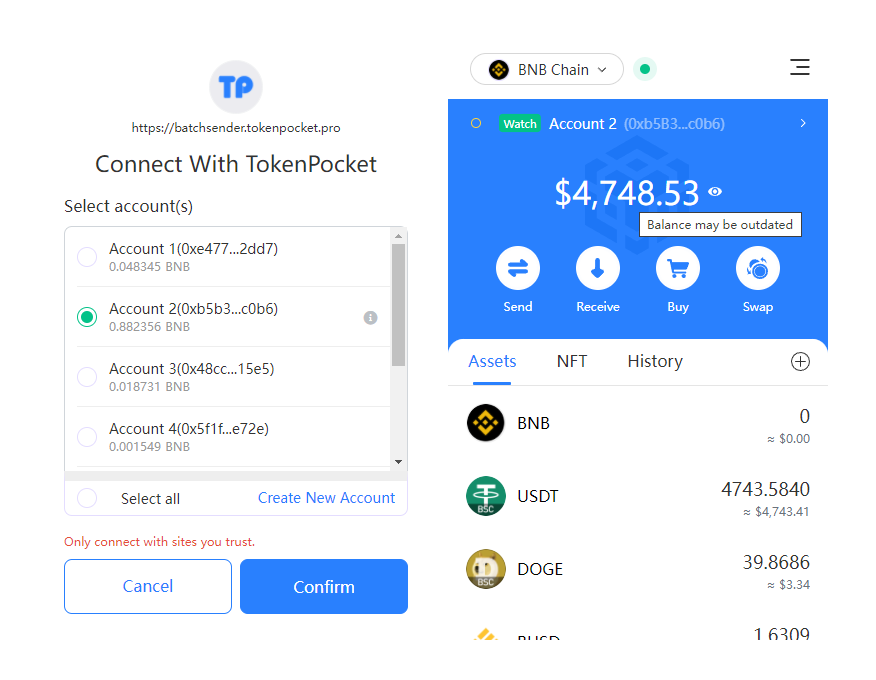 TP
https://batchsender.tokenpocket.pro
Connect With TokenPocket
Select account(s)
Account 1(0xe477...2dd7)
0.048345 BNB
Account 2(0xb5b3...c0b6)
0.882356 BNB
Account 3(0x48cc...15e5)
0.018731 BNB
Account 4(0x5f1f...e72e)
0.001549 BNB
Select all Create New Account
Only connect with sites you trust.
Cancel Confirm
BNB Chain
Watch Account 2 (0xb5B3...c0b6)
$4,748.53
Balance may be outdated
Send Receive Buy Swap
Assets NFT History
BNB 0
≈ $0.00
USDT 4743.5840
BSC ≈ $4,743.41
DOGE 39.8686
BSC ≈ $3.34
BUSD 1.6309